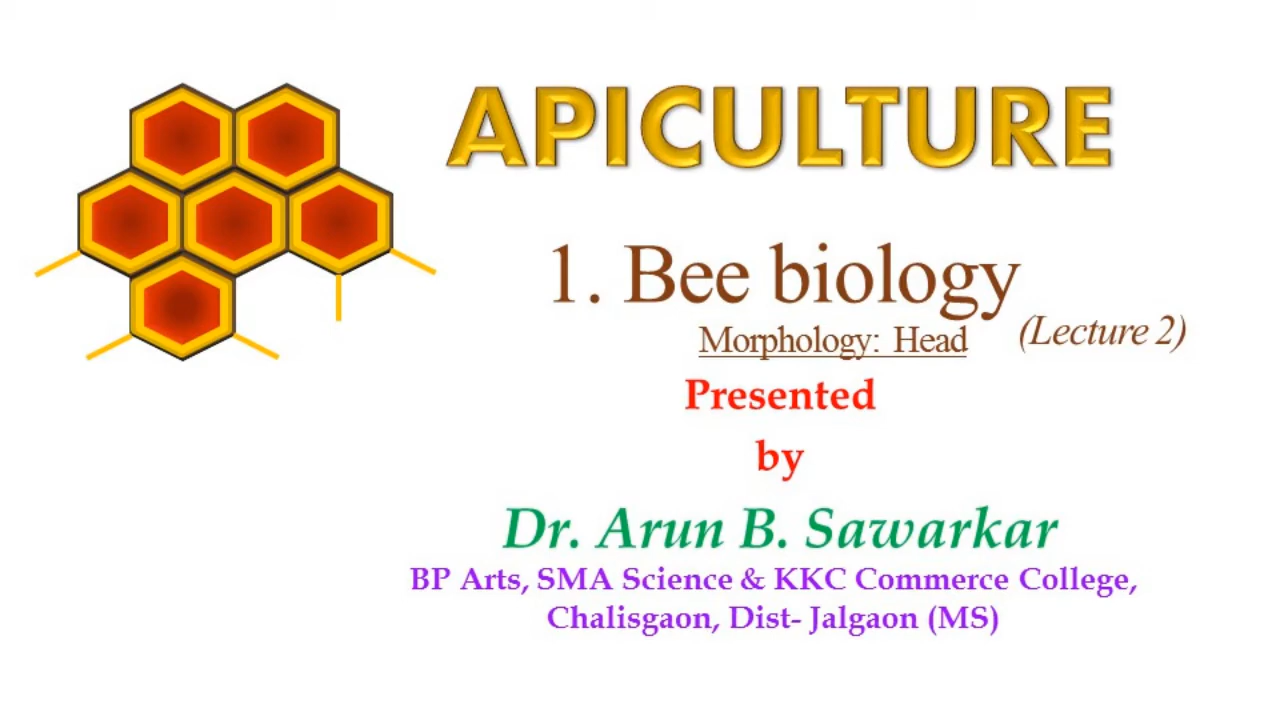 APICULTURE
1. Bee biology
Morphology: Head (Lecture 2)
Presented
by
Dr. Arun B. Sawarkar
BP Arts, SMA Science & KKC Commerce College,
Chalisgaon, Dist- Jalgaon (MS)